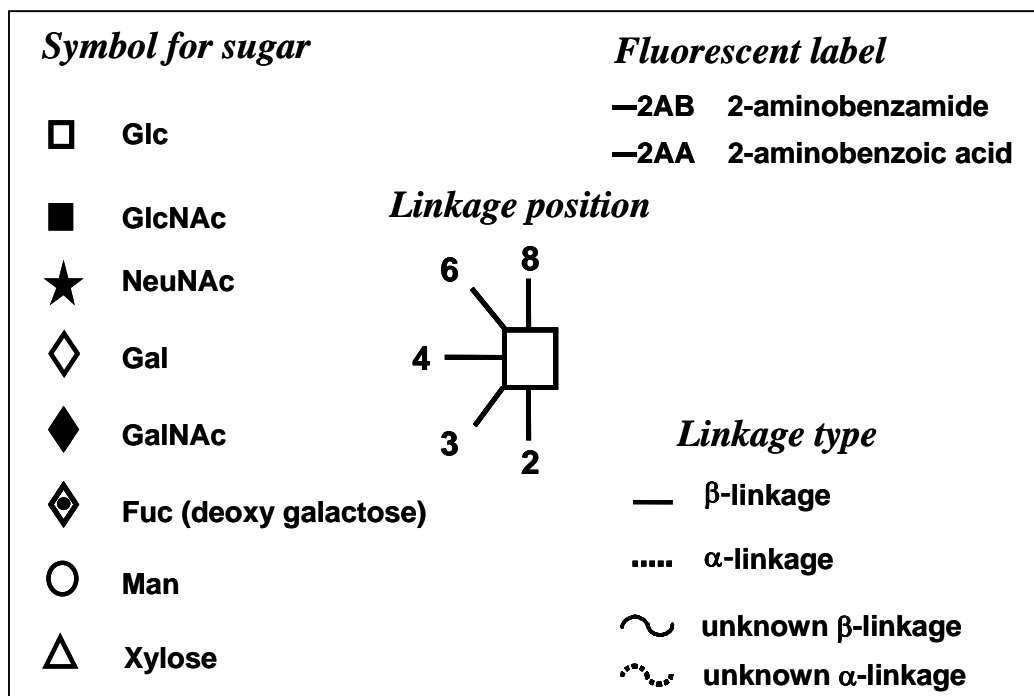 Symbol for sugar
Glc
GlcNAc
NeuNAc
Gal
GalNAc
Fuc (deoxy galactose)
Man
Xylose
Fluorescent label
2AB 2-aminobenzamide
2AA 2-aminobenzoic acid
Linkage position
8
6
4
3
2
Linkage type
β-linkage
α-linkage
unknown β-linkage
unknown α-linkage